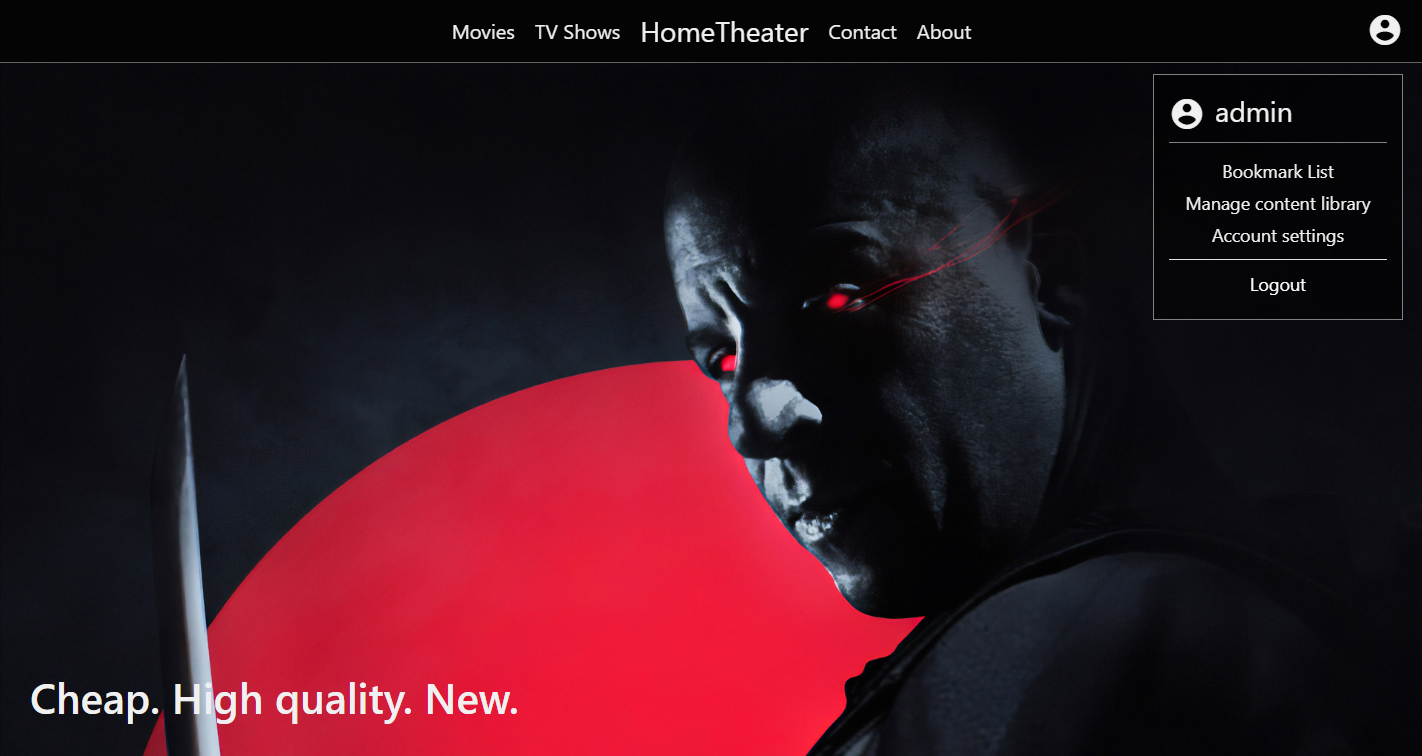 Movies TV Shows HomeTheater Contact About
admin
Bookmark List
Manage content library
Account settings
Logout
Cheap. High quality. New.